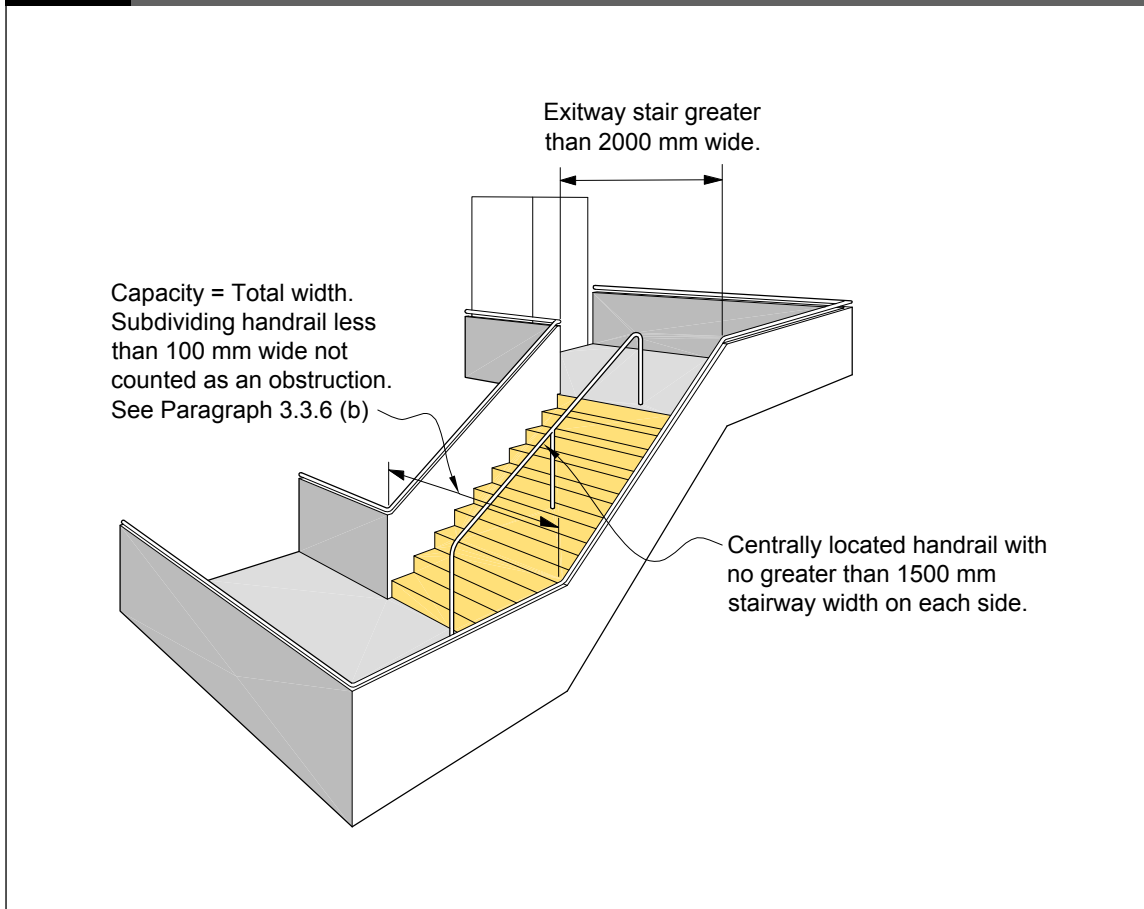 Exitway stair greater
than 2000 mm wide.
Capacity = Total width.
Subdividing handrail less
than 100 mm wide not
counted as an obstruction.
See Paragraph 3.3.6 (b)
Centrally located handrail with
no greater than 1500 mm
stairway width on each side.